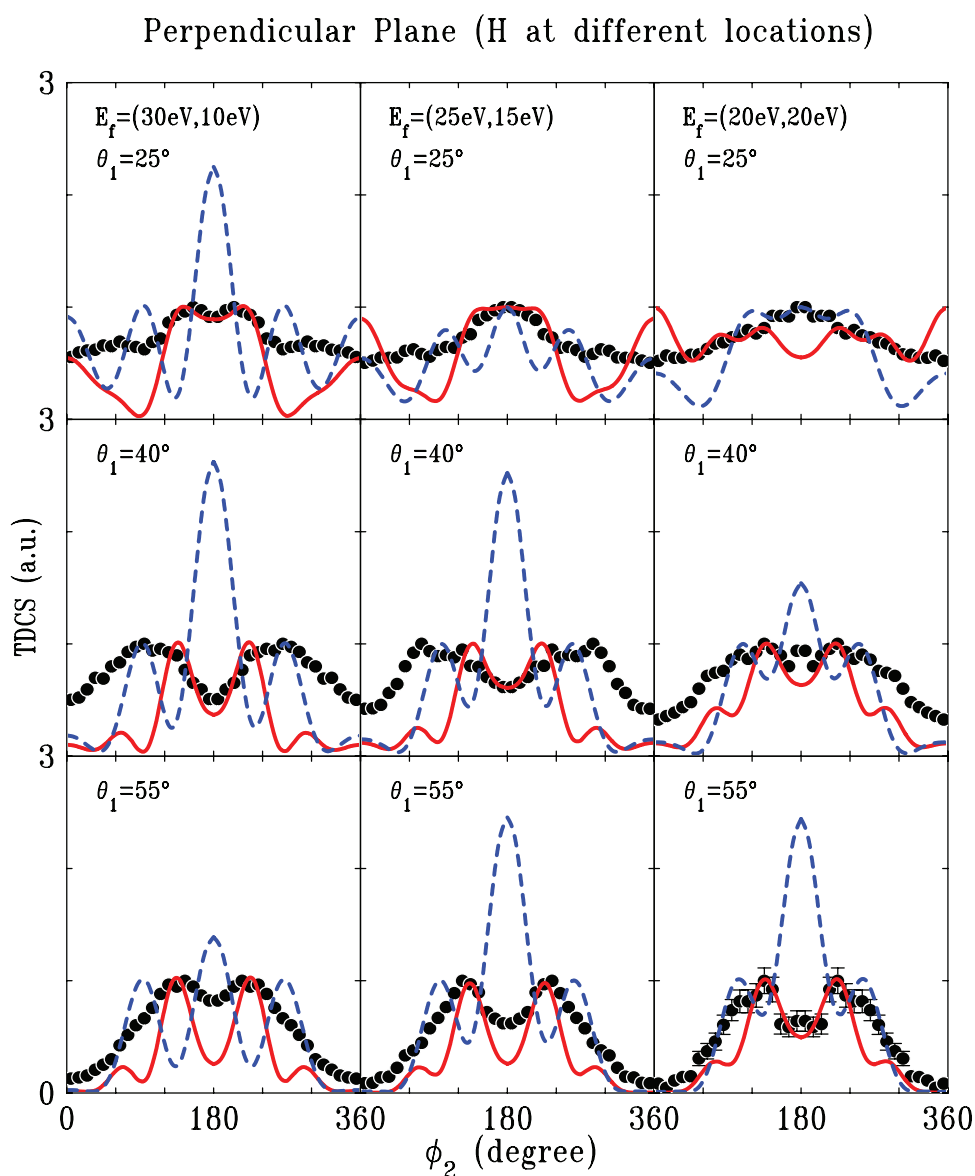 Perpendicular Plane (H at different locations)
3
E_f=(30eV,10eV)
θ_1=25°
E_f=(25eV,15eV)
θ_1=25°
E_f=(20eV,20eV)
θ_1=25°
3
θ_1=40°
θ_1=40°
θ_1=40°
TDCS (a.u.)
3
θ_1=55°
θ_1=55°
θ_1=55°
0
0 180 360 180 360 180 360
ϕ_2 (degree)